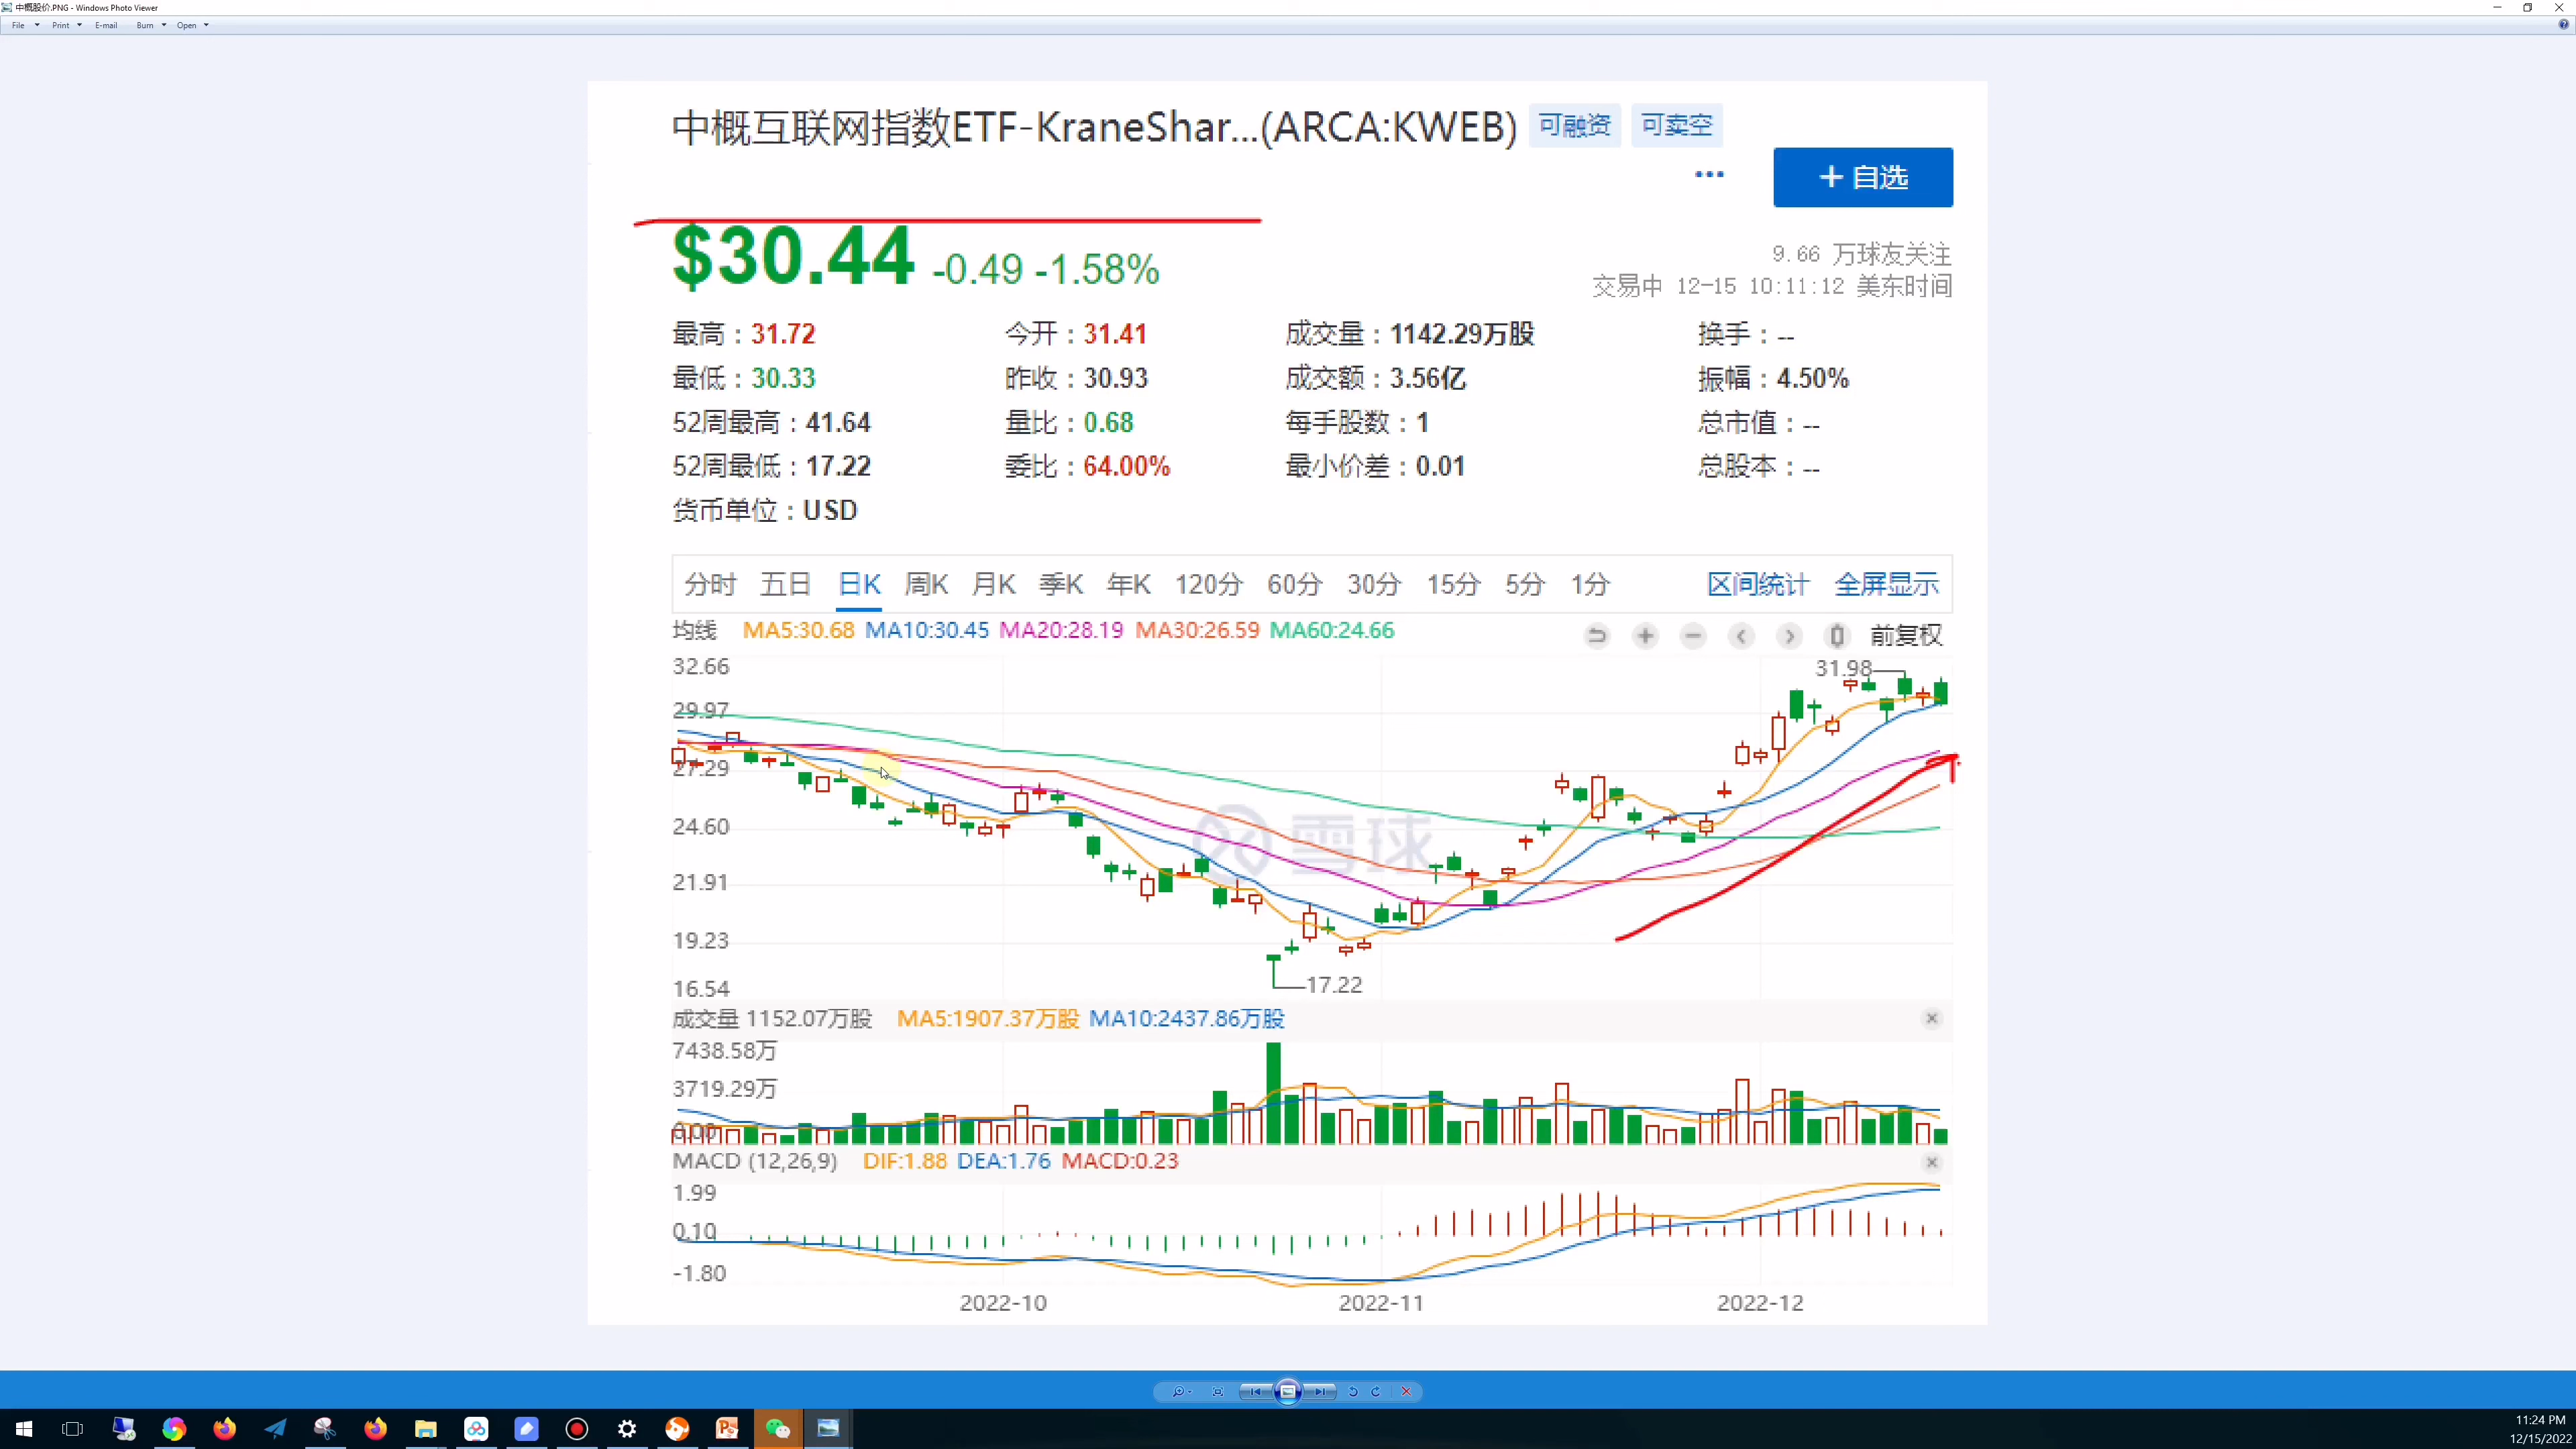 中概股价.PNG - Windows Photo Viewer
File Print E-mail Burn Open
中概互联网指数ETF-KraneShar...(ARCA:KWEB) 可融资 可卖空
+ 自选
$30.44 -0.49 -1.58%
9.66 万球友关注
交易中 12-15 10:11:12 美东时间
最高：31.72 今开：31.41 成交量：1142.29万股 换手：--
最低：30.33 昨收：30.93 成交额：3.56亿 振幅：4.50%
52周最高：41.64 量比：0.68 每手股数：1 总市值：--
52周最低：17.22 委比：64.00% 最小价差：0.01 总股本：--
货币单位：USD
分时 五日 日K 周K 月K 季K 年K 120分 60分 30分 15分 5分 1分 区间统计 全屏显示
均线 MA5:30.68 MA10:30.45 MA20:28.19 MA30:26.59 MA60:24.66 前复权
32.66
31.98
29.97
27.29
24.60
雪球
21.91
19.23
17.22
16.54
成交量 1152.07万股 MA5:1907.37万股 MA10:2437.86万股
7438.58万
3719.29万
0.00
MACD (12,26,9) DIF:1.88 DEA:1.76 MACD:0.23
1.99
0.10
-1.80
2022-10 2022-11 2022-12
11:24 PM
12/15/2022